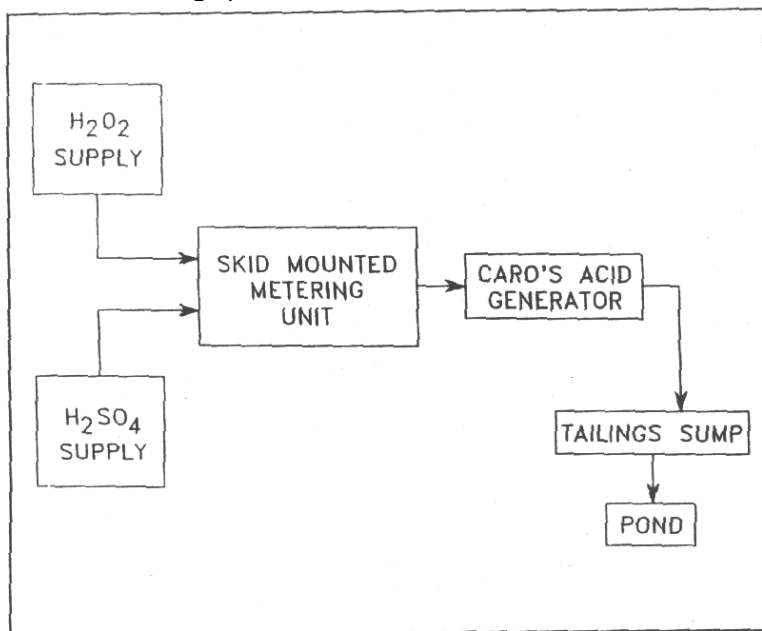 H2O2
SUPPLY
SKID MOUNTED
METERING
UNIT
CARO'S ACID
GENERATOR
H2SO4
SUPPLY
TAILINGS SUMP
POND